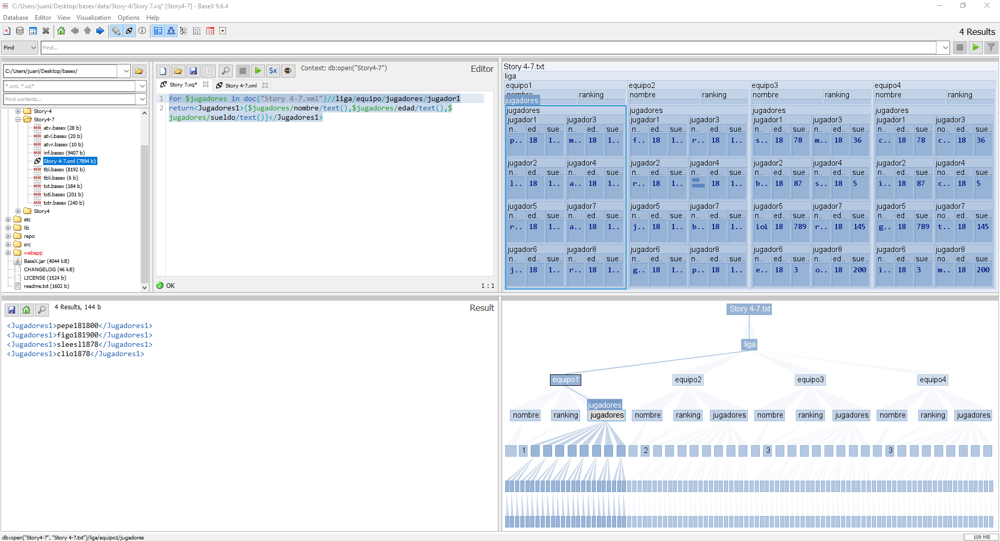 C:/Users/juanl/Desktop/basex/data/Story-4/Story 7.xq* [Story4-7] - BaseX 9.6.4
Database Editor View Visualization Options Help
4 Results
Find Find...
C:/Users/juanl/Desktop/basex/
*.xml, *.xq*
Find contents...
Story-4
Story4-7
BASE atv.basex (28 b)
BASE atvl.basex (20 b)
BASE atvr.basex (10 b)
BASE inf.basex (9407 b)
Story 4-7.xml (7894 b)
BASE tbl.basex (8192 b)
BASE tbli.basex (6 b)
BASE txt.basex (184 b)
BASE txtl.basex (201 b)
BASE txtr.basex (240 b)
Story4
etc
lib
repo
src
webapp
BaseX.jar (4044 kB)
CHANGELOG (46 kB)
LICENSE (1524 b)
readme.txt (1602 b)
$x Context: db:open("Story4-7") Editor
Story 7.xq* Story 4-7.xml
1 for $jugadores in doc("Story 4-7.xml")//liga/equipo/jugadores/jugador1
2 return<Jugadores1>{$jugadores/nombre/text(),$jugadores/edad/text(),$
jugadores/sueldo/text()}</Jugadores1>
OK 1 : 1
Story 4-7.txt
liga
equipo1 equipo2 equipo3 equipo4
nombre ranking nombre ranking nombre ranking nombre ranking
jugadores
jugadores jugadores jugadores jugadores
jugador1 jugador3 jugador1 jugador3 jugador1 jugador3 jugador1 jugador3
n.. ed.. sue.. n.. ed.. sue.. n.. ed.. sue.. n.. ed.. sue.. n.. ed.. sue.. n.. ed.. sue.. n.. ed.. sue.. n.. ed.. sue..
p.. 18 1.. m.. 18 1.. f.. 18 1.. r.. 18 1.. s.. 18 78 m.. 18 36 c.. 18 78 c.. 18 36
jugador2 jugador4 jugador2 jugador4 jugador2 jugador4 jugador2 jugador4
n.. ed.. sue.. n.. ed.. sue.. n.. ed.. sue.. n.. ed.. sue.. n.. ed.. sue.. n.. ed.. sue.. n.. ed.. sue.. no.. ed.. sue..
l.. 18 1.. a.. 18 1.. r.. 18 1.. 18 1.. b.. 18 87 s.. 18 5 i.. 18 87 c.. 18 5
jugador5 jugador7 jugador5 jugador7 jugador5 jugador7 jugador5 jugador7
n.. ed.. sue.. n.. ed.. sue.. n.. ed.. sue.. n.. ed.. sue.. n.. ed.. sue.. n.. ed.. sue.. n.. ed.. sue.. no.. ed.. sue..
r.. 18 1.. a.. 18 1.. j.. 18 1.. b.. 18 1.. ioi 18 789 r.. 18 145 g.. 18 789 t.. 18 145
jugador6 jugador8 jugador6 jugador8 jugador6 jugador8 jugador6 jugador8
n.. ed.. sue.. n.. ed.. sue.. n.. ed.. sue.. n.. ed.. sue.. n.. ed.. sue.. n.. ed.. sue.. n.. ed.. sue.. no.. ed.. sue..
j.. 18 1.. r.. 18 1.. g.. 18 1.. p.. 18 1.. e.. 18 3 o.. 18 200 i.. 18 3 m.. 18 200
4 Results, 144 b Result
<Jugadores1>pepe181800</Jugadores1>
<Jugadores1>figo181900</Jugadores1>
<Jugadores1>sleesl1878</Jugadores1>
<Jugadores1>clio1878</Jugadores1>
Story 4-7.txt
liga
equipo1 equipo2 equipo3 equipo4
jugadores
nombre ranking jugadores nombre ranking jugadores nombre ranking jugadores nombre ranking jugadores
1 2 3 3
db:open("Story4-7", "Story 4-7.txt")/liga/equipo1/jugadores
109 MB